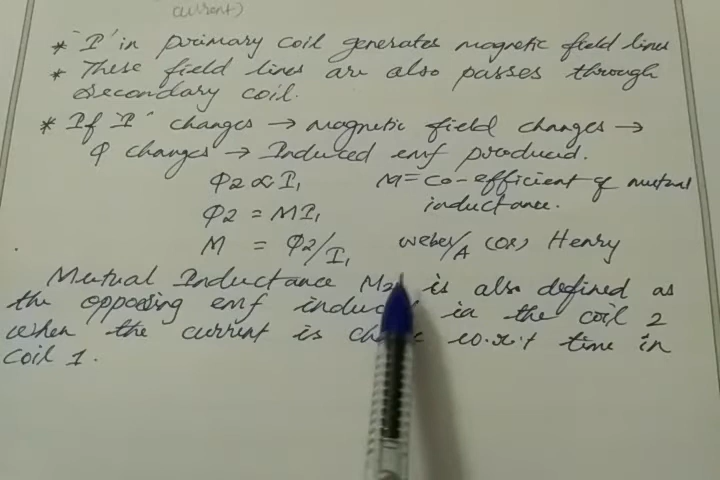 current)
* "I" in primary coil generates magnetic field lines
* These field lines are also passes through
secondary coil.
* If "I" changes → magnetic field changes →
φ changes → Induced emf produced.
φ2 ∝ I₁ M = co-efficient of mutual
inductance.
φ2 = MI₁
M = φ2/I₁ weber/A (or) Henry
Mutual Inductance is also defined as
the opposing emf in the coil 2
when the current is w.r.t time in
coil 1.